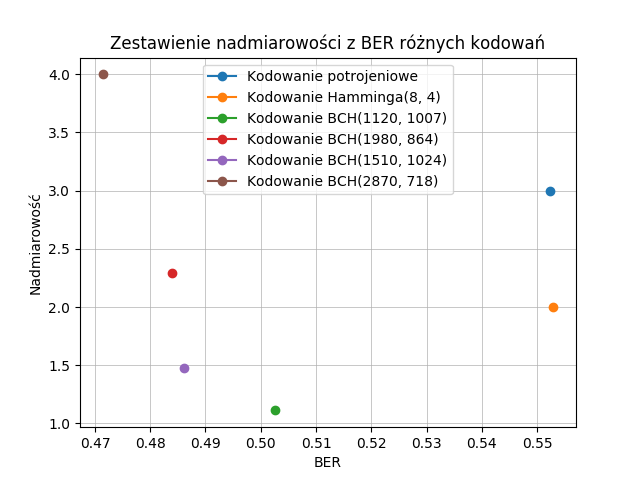 Zestawienie nadmiarowości z BER różnych kodowań
Kodowanie potrojeniowe
Kodowanie Hamminga(8, 4)
Kodowanie BCH(1120, 1007)
Kodowanie BCH(1980, 864)
Kodowanie BCH(1510, 1024)
Kodowanie BCH(2870, 718)
Nadmiarowość
4.0
3.5
3.0
2.5
2.0
1.5
1.0
0.47 0.48 0.49 0.50 0.51 0.52 0.53 0.54 0.55
BER